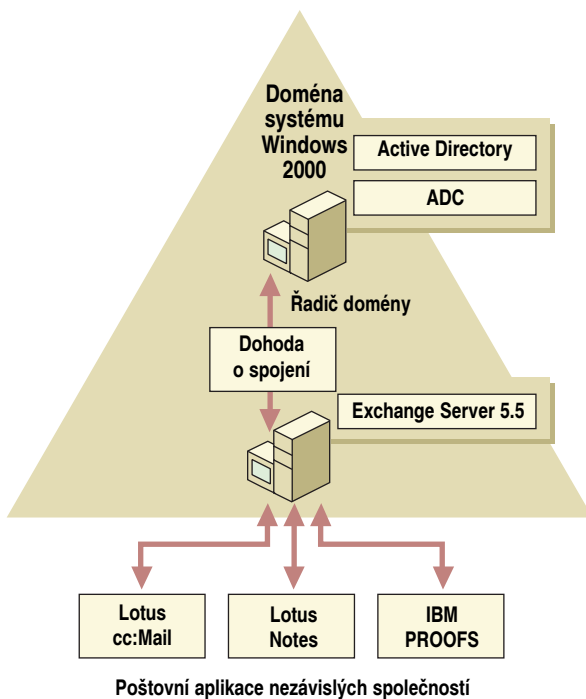 Doména
systému
Windows
2000
Active Directory
ADC
Řadič domény
Dohoda
o spojení
Exchange Server 5.5
Lotus
cc:Mail
Lotus
Notes
IBM
PROOFS
Poštovní aplikace nezávislých společností